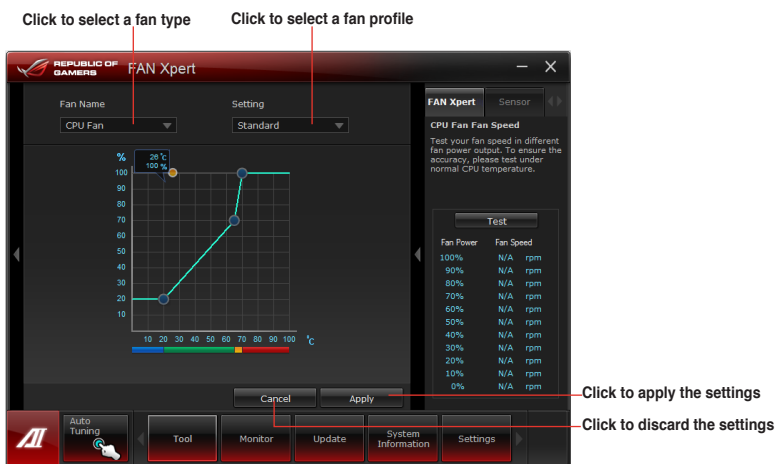 Click to select a fan type
Click to select a fan profile
REPUBLIC OF
GAMERS
FAN Xpert
Fan Name
Setting
CPU Fan
Standard
%
26°c
100 %
100
90
80
70
60
50
40
30
20
10
10 20 30 40 50 60 70 80 90 100 °C
Cancel
Apply
FAN Xpert
Sensor
CPU Fan Fan Speed
Test your fan speed in different
fan power output. To ensure the
accuracy, please test under
normal CPU temperature.
Test
Fan Power Fan Speed
100% N/A rpm
90% N/A rpm
80% N/A rpm
70% N/A rpm
60% N/A rpm
50% N/A rpm
40% N/A rpm
30% N/A rpm
20% N/A rpm
10% N/A rpm
0% N/A rpm
Click to apply the settings
Click to discard the settings
AI
Auto
Tuning
Tool
Monitor
Update
System
Information
Settings